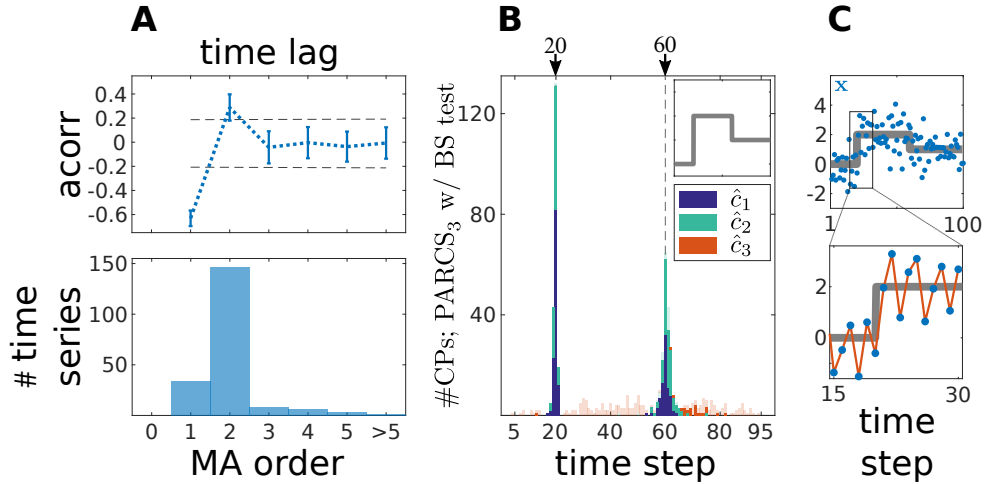 A
time lag
acorr
0.4
0.2
0
-0.2
-0.4
-0.6
# time
series
150
100
50
0
1
2
3
4
5
5
>5
MA order
B
20
60
#CPs; PARCS3 w/ BS test
120
80
40
ĉ1
ĉ2
ĉ3
5
20
40
60
80
95
time step
C
x
4
2
0
-2
1
100
2
0
15
30
time
step